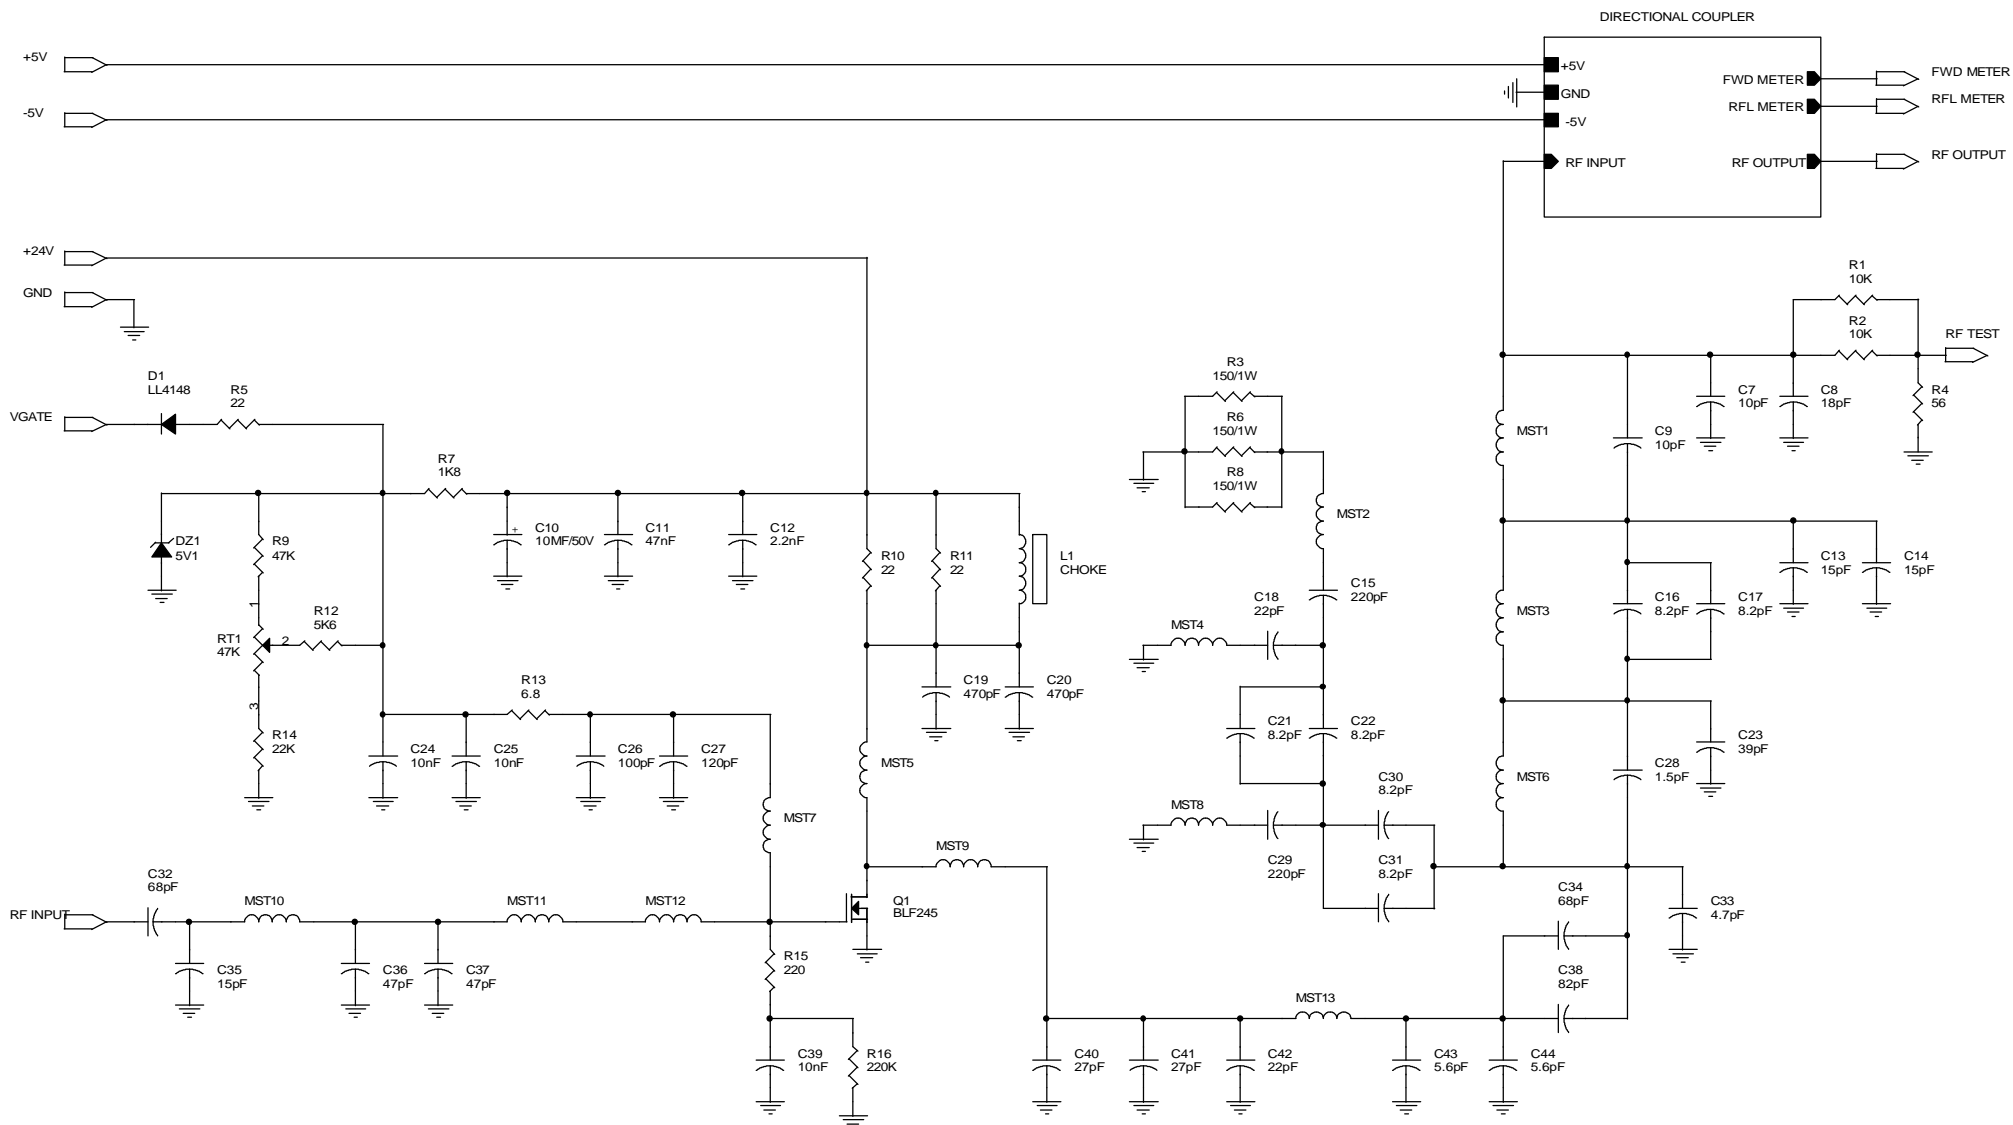 DIRECTIONAL COUPLER
+5V
+5V
FWD METER
FWD METER
GND
RFL METER
RFL METER
-5V
-5V
RF INPUT
RF OUTPUT
RF OUTPUT
+24V
GND
R1
10K
R2
10K
RF TEST
D1
LL4148
R5
22
VGATE
R3
150/1W
R6
150/1W
R8
150/1W
MST2
MST1
C9
10pF
C7
10pF
C8
18pF
R4
56
R7
1K8
DZ1
5V1
R9
47K
C10
+
10MF/50V
C11
47nF
C12
2.2nF
R10
22
R11
22
L1
CHOKE
C15
220pF
C18
22pF
MST4
MST3
C16
8.2pF
C17
8.2pF
C13
15pF
C14
15pF
1
RT1
47K
2
R12
5K6
3
R14
22K
R13
6.8
C24
10nF
C25
10nF
C26
100pF
C27
120pF
C19
470pF
C20
470pF
MST5
MST7
C21
8.2pF
C22
8.2pF
C23
39pF
C28
1.5pF
MST6
C30
8.2pF
MST8
C29
220pF
C31
8.2pF
MST9
C32
68pF
RF INPUT
MST10
MST11
MST12
Q1
BLF245
C34
68pF
C33
4.7pF
C35
15pF
C36
47pF
C37
47pF
R15
220
C38
82pF
MST13
C39
10nF
R16
220K
C40
27pF
C41
27pF
C42
22pF
C43
5.6pF
C44
5.6pF